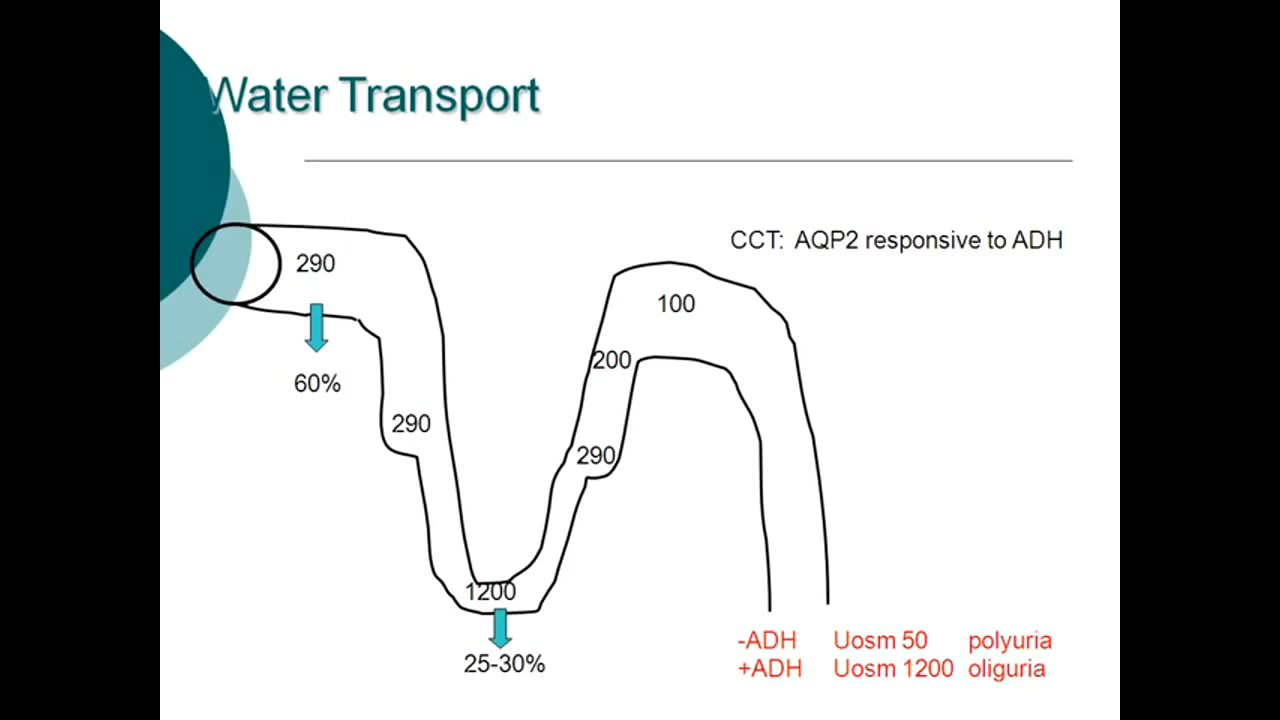 Water Transport
CCT: AQP2 responsive to ADH
290
100
200
60%
290
290
1200
25-30%
-ADH Uosm 50 polyuria
+ADH Uosm 1200 oliguria